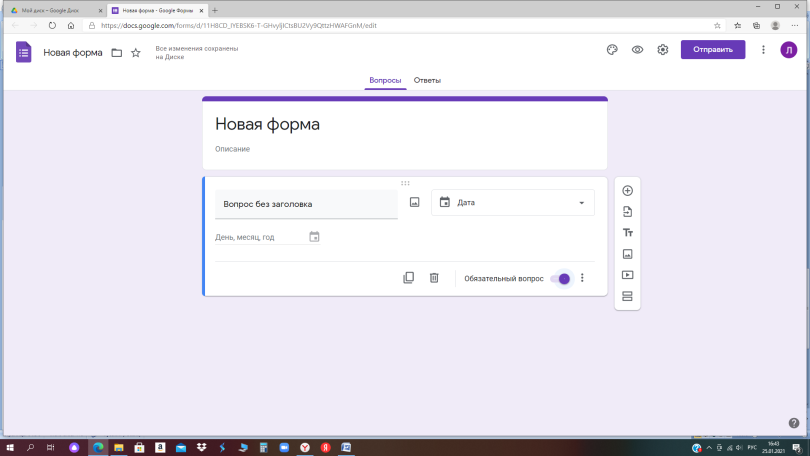 Мой диск – Google Диск
Новая форма - Google Формы
https://docs.google.com/forms/d/11H8CD_IYEBSK6-T-GHvyljlCtsBU2Vy9QttzHWAFGnM/edit
Новая форма
Все изменения сохранены
на Диске
Отправить
Л
Вопросы
Ответы
Новая форма
Описание
Вопрос без заголовка
Дата
День, месяц, год
Тт
Обязательный вопрос
РУС
16:43
25.01.2021